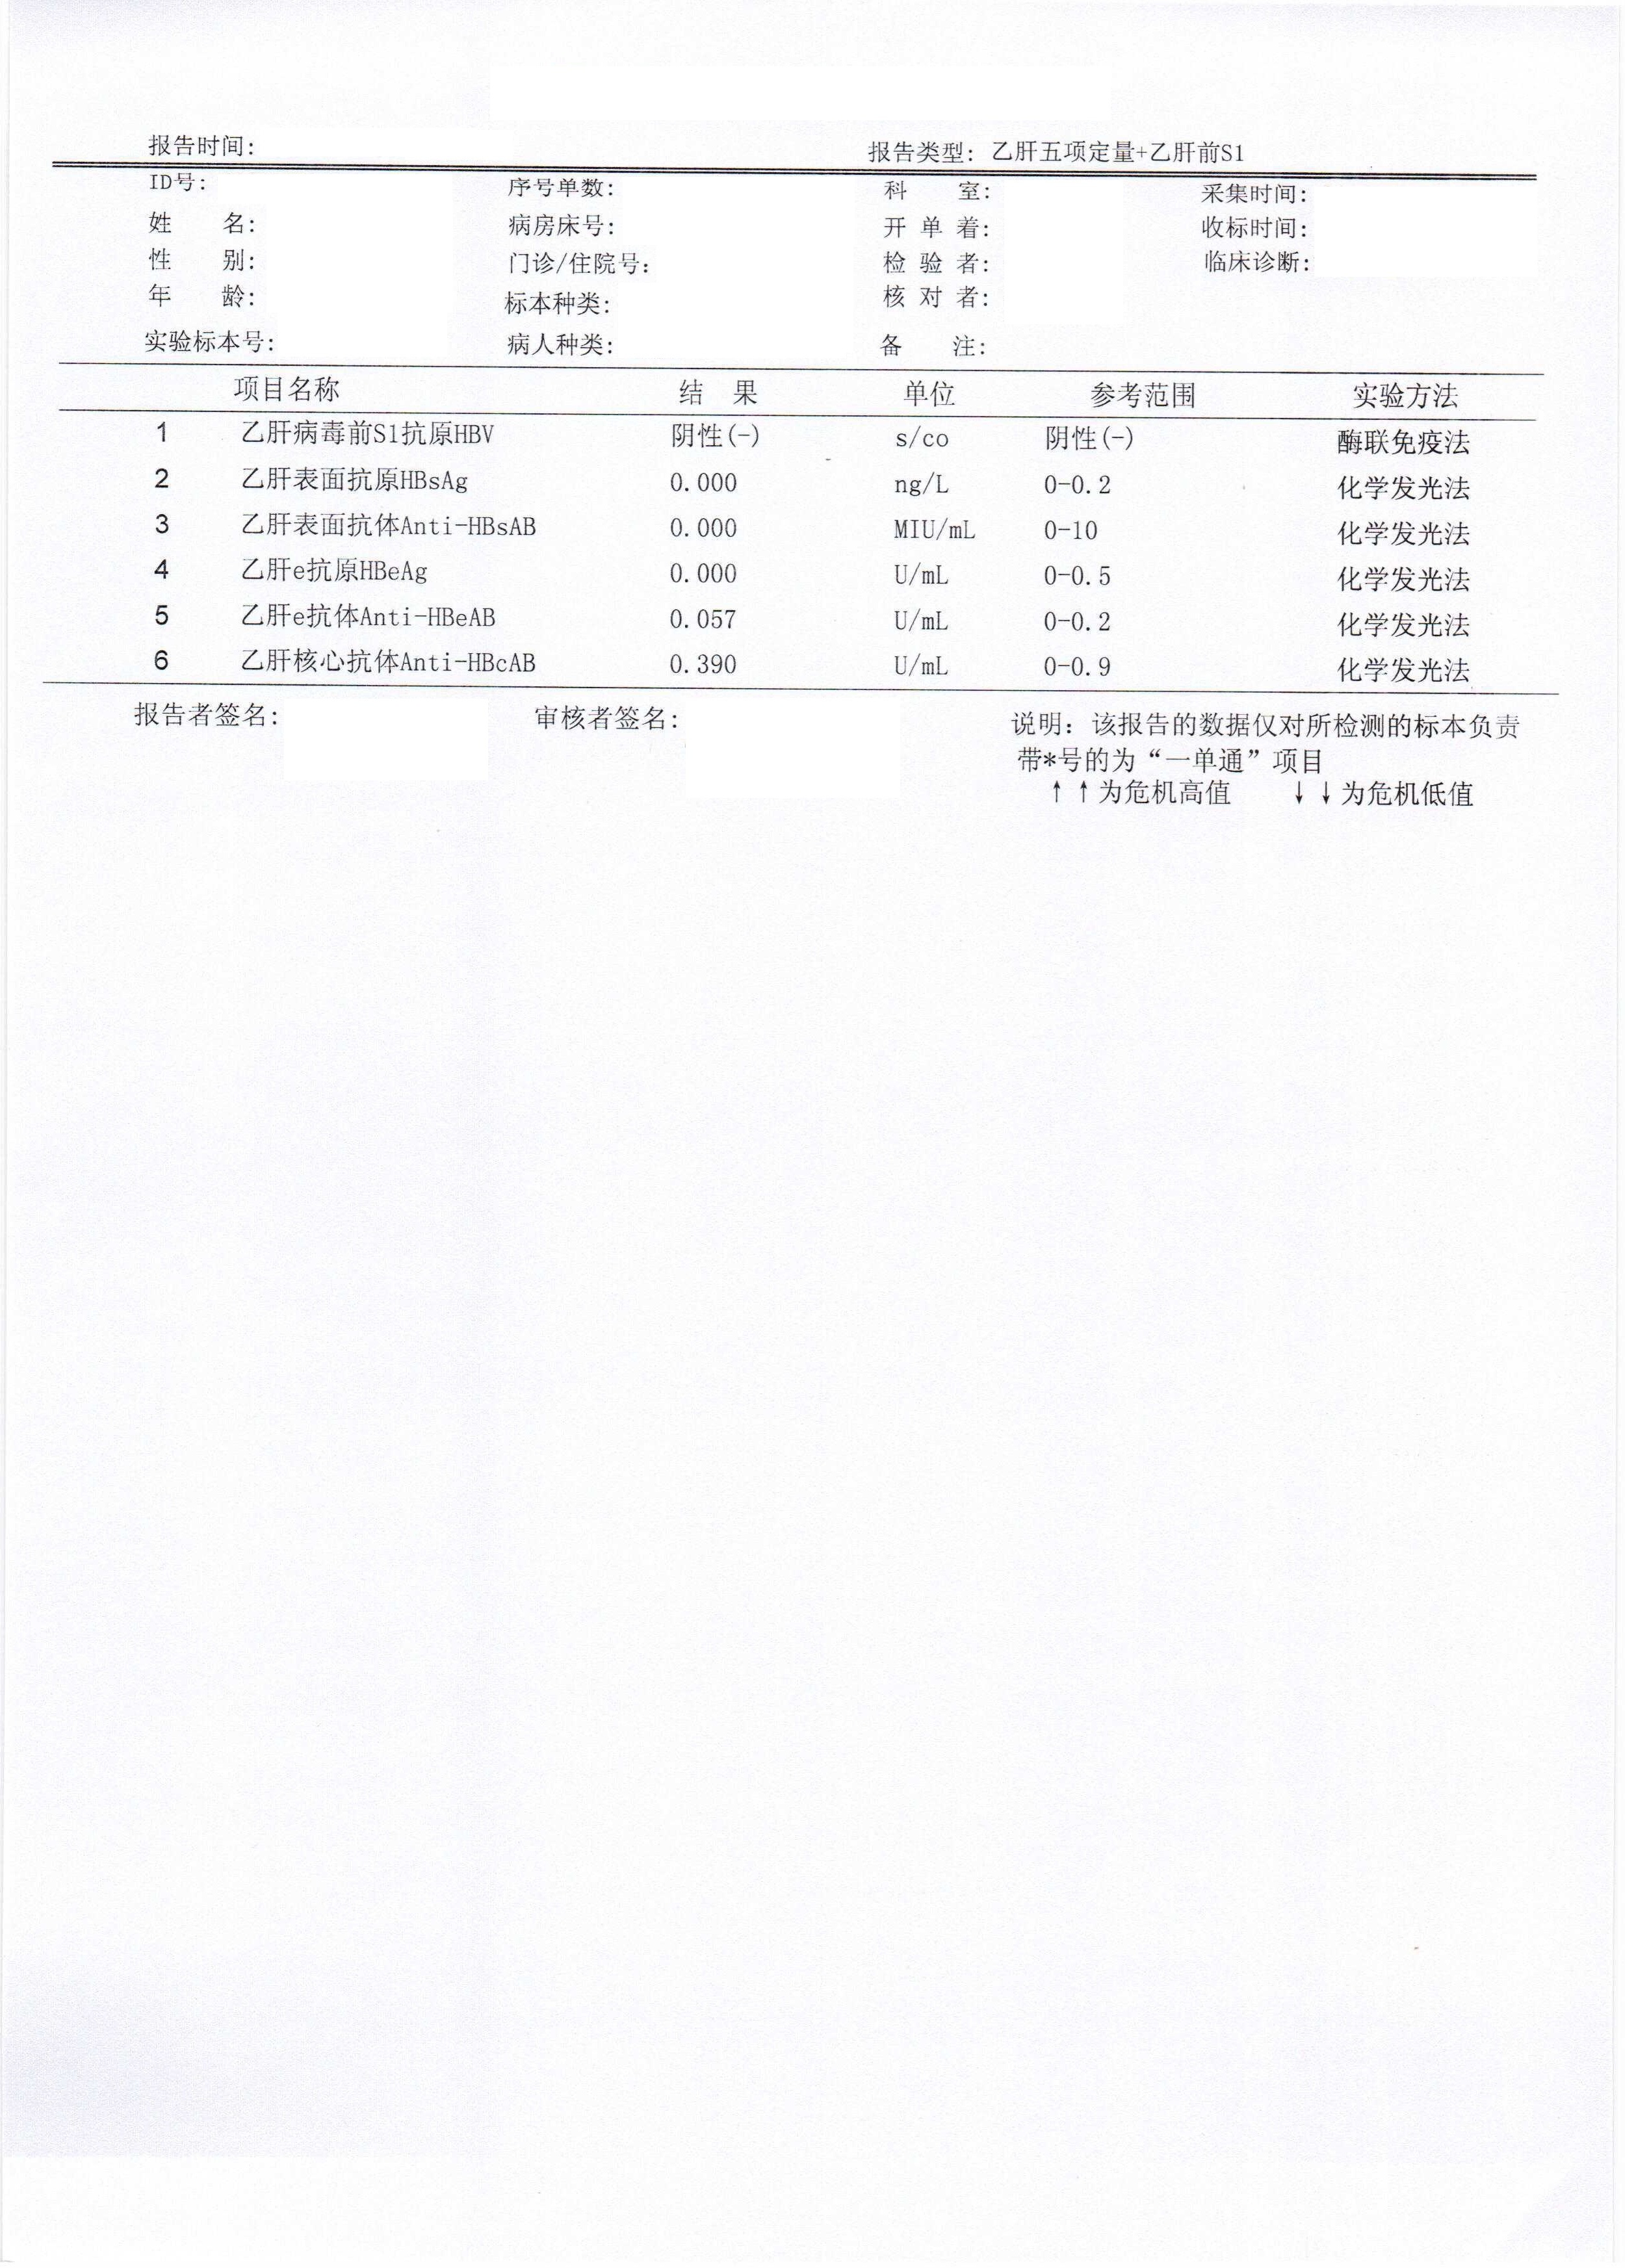 报告时间: 报告类型: 乙肝五项定量+乙肝前S1
ID号: 序号单数: 科 室: 采集时间:
姓 名: 病房床号: 开 单 着: 收标时间:
性 别: 门诊/住院号: 检 验 者: 临床诊断:
年 龄: 标本种类: 核 对 者:
实验标本号: 病人种类: 备 注:
项目名称 结 果 单位 参考范围 实验方法
1 乙肝病毒前S1抗原HBV 阴性(-) s/co 阴性(-) 酶联免疫法
2 乙肝表面抗原HBsAg 0.000 ng/L 0-0.2 化学发光法
3 乙肝表面抗体Anti-HBsAB 0.000 MIU/mL 0-10 化学发光法
4 乙肝e抗原HBeAg 0.000 U/mL 0-0.5 化学发光法
5 乙肝e抗体Anti-HBeAB 0.057 U/mL 0-0.2 化学发光法
6 乙肝核心抗体Anti-HBcAB 0.390 U/mL 0-0.9 化学发光法
报告者签名: 审核者签名: 说明: 该报告的数据仅对所检测的标本负责
带*号的为“一单通”项目
↑↑为危机高值 ↓↓为危机低值